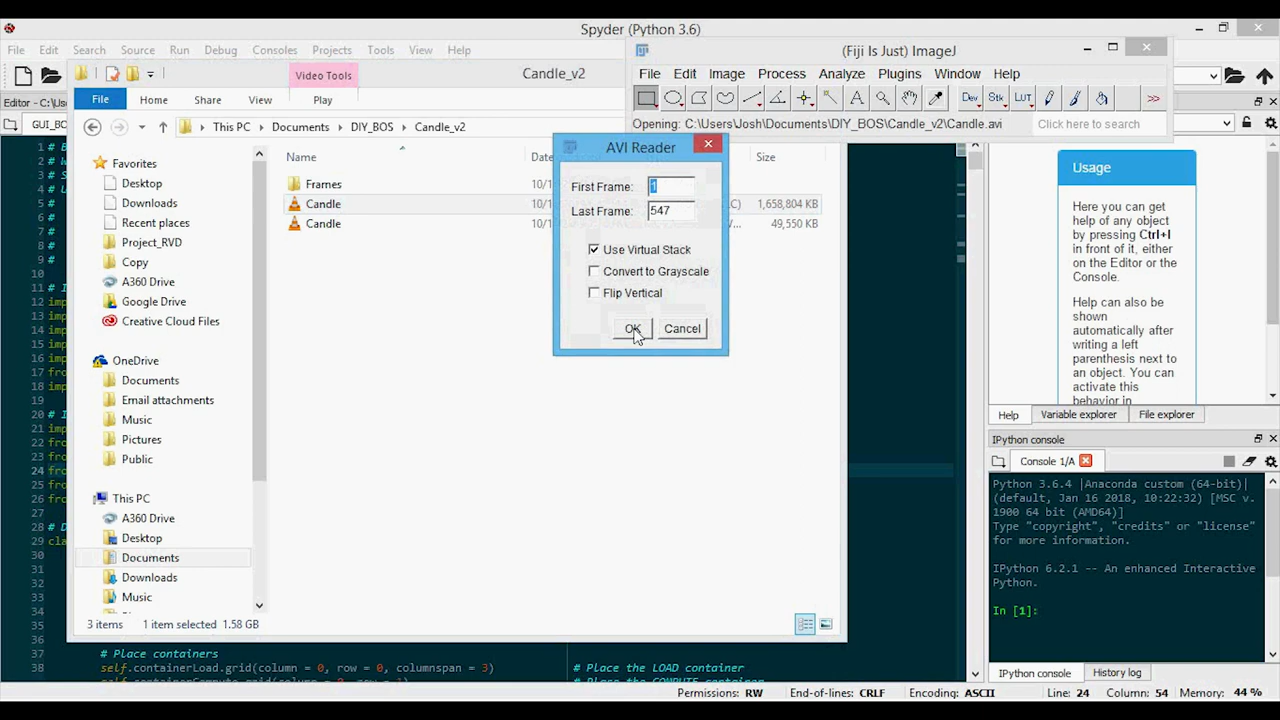 Spyder (Python 3.6)
File Edit Search Source Run Debug Consoles Projects Tools View Help
Video Tools
Candle_v2
File Home Share View Play
This PC Documents DIY_BOS Candle_v2
Favorites
Desktop
Downloads
Recent places
Project_RVD
Copy
A360 Drive
Google Drive
Creative Cloud Files
OneDrive
Documents
Email attachments
Music
Pictures
Public
This PC
A360 Drive
Desktop
Documents
Downloads
Music
Name Size
Frames 10/1
Candle 10/1 1,658,804 KB
Candle 10/1 49,550 KB
3 items 1 item selected 1.58 GB
(Fiji Is Just) ImageJ
File Edit Image Process Analyze Plugins Window Help
Dev Stk LUT >>
Opening: C:\Users\Josh\Documents\DIY_BOS\Candle_v2\Candle.avi
Click here to search
AVI Reader
First Frame: 1
Last Frame: 547
Use Virtual Stack
Convert to Grayscale
Flip Vertical
OK Cancel
Usage
Here you can get
help of any object
by pressing Ctrl+I
in front of it, either
on the Editor or the
Console.
Help can also be
shown
automatically after
writing a left
parenthesis next to
an object. You can
activate this
behavior in
Help Variable explorer File explorer
IPython console
Console 1/A
Python 3.6.4 |Anaconda custom (64-bit)|
(default, Jan 16 2018, 10:22:32) [MSC v.
1900 64 bit (AMD64)]
Type "copyright", "credits" or "license"
for more information.
IPython 6.2.1 -- An enhanced Interactive
Python.
In [1]:
IPython console History log
37 # Place containers
38 self.containerLoad.grid(column = 0, row = 0, columnspan = 3) # Place the LOAD container
Permissions: RW End-of-lines: CRLF Encoding: ASCII Line: 24 Column: 54 Memory: 44 %